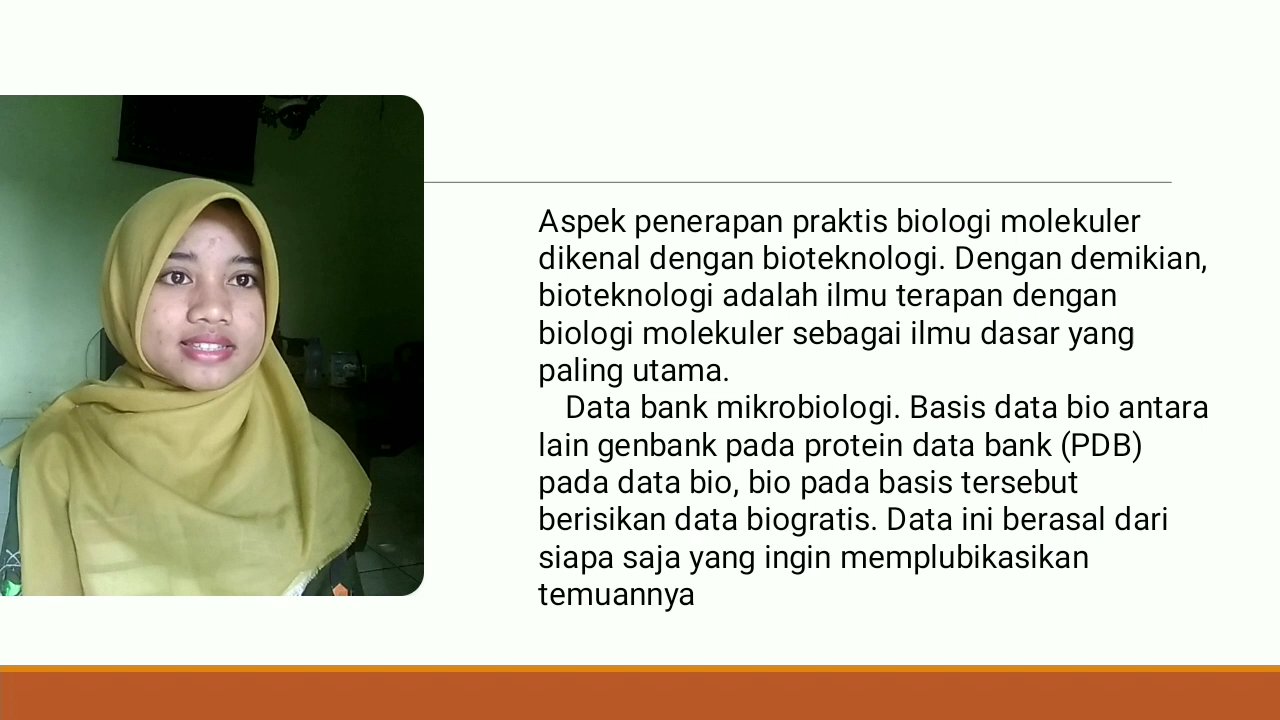 Aspek penerapan praktis biologi molekuler
dikenal dengan bioteknologi. Dengan demikian,
bioteknologi adalah ilmu terapan dengan
biologi molekuler sebagai ilmu dasar yang
paling utama.
Data bank mikrobiologi. Basis data bio antara
lain genbank pada protein data bank (PDB)
pada data bio, bio pada basis tersebut
berisikan data biogratis. Data ini berasal dari
siapa saja yang ingin memplubikasikan
temuannya